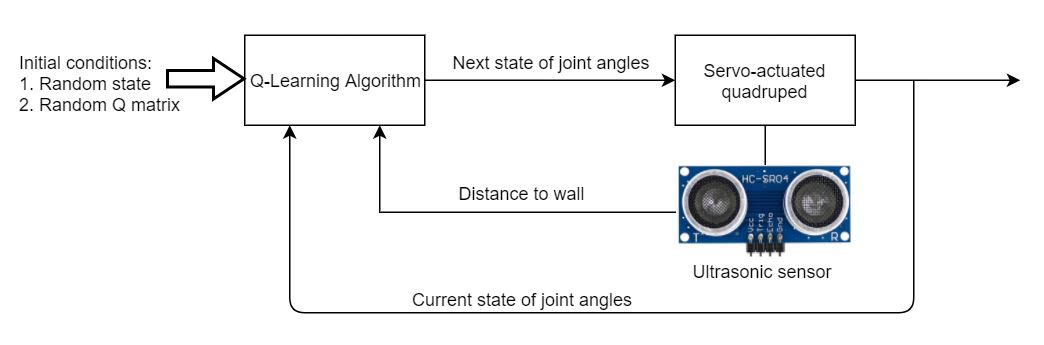 Initial conditions:
1. Random state
2. Random Q matrix
Q-Learning Algorithm
Next state of joint angles
Servo-actuated
quadruped
HC-SR04
Vcc
Trig
Echo
Gnd
T
R
Distance to wall
Ultrasonic sensor
Current state of joint angles